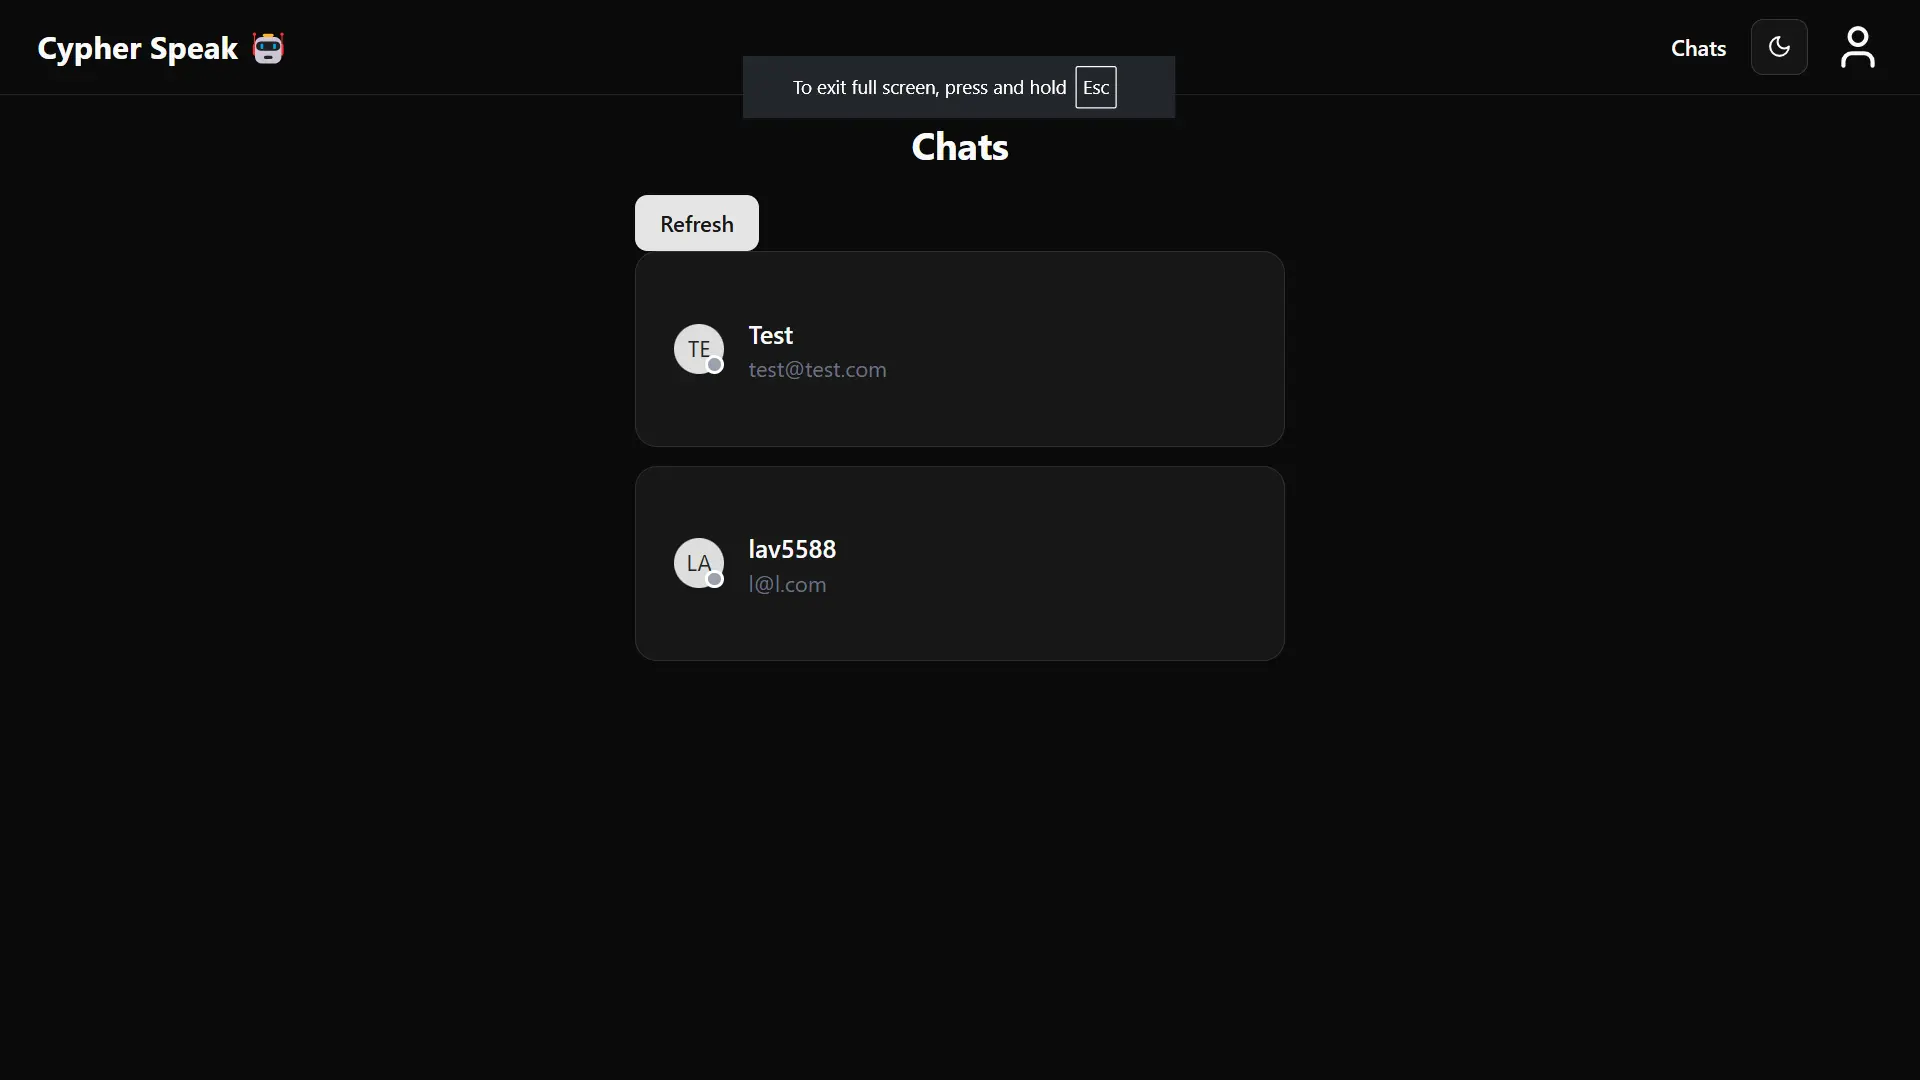 Cypher Speak
Chats
To exit full screen, press and hold Esc
Chats
Refresh
TE
Test
test@test.com
LA
lav5588
l@l.com